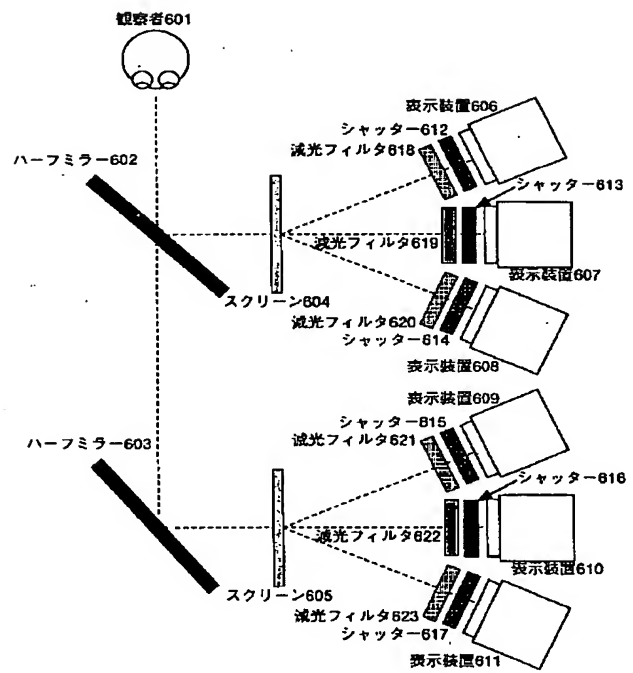 観察者601
表示装置606
シャッター612
減光フィルタ618
ハーフミラー602
シャッター613
減光フィルタ619
表示装置607
スクリーン604
減光フィルタ620
シャッター614
表示装置608
表示装置609
シャッター615
減光フィルタ621
ハーフミラー603
シャッター616
減光フィルタ622
表示装置610
スクリーン605
減光フィルタ623
シャッター617
表示装置611